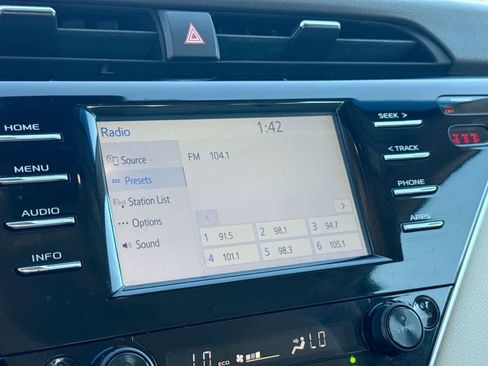 Radio
1:42
Source
Presets
Station List
Options
Sound
FM 104.1
1 91.5
2 98.1
3 94.7
4 101.1
5 98.3
6 105.1
HOME
MENU
AUDIO
INFO
SEEK >
< TRACK
PHONE
APPS
LO
ECO
LO
SYNC